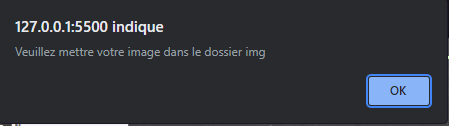 127.0.0.1:5500 indique
Veuillez mettre votre image dans le dossier img
OK